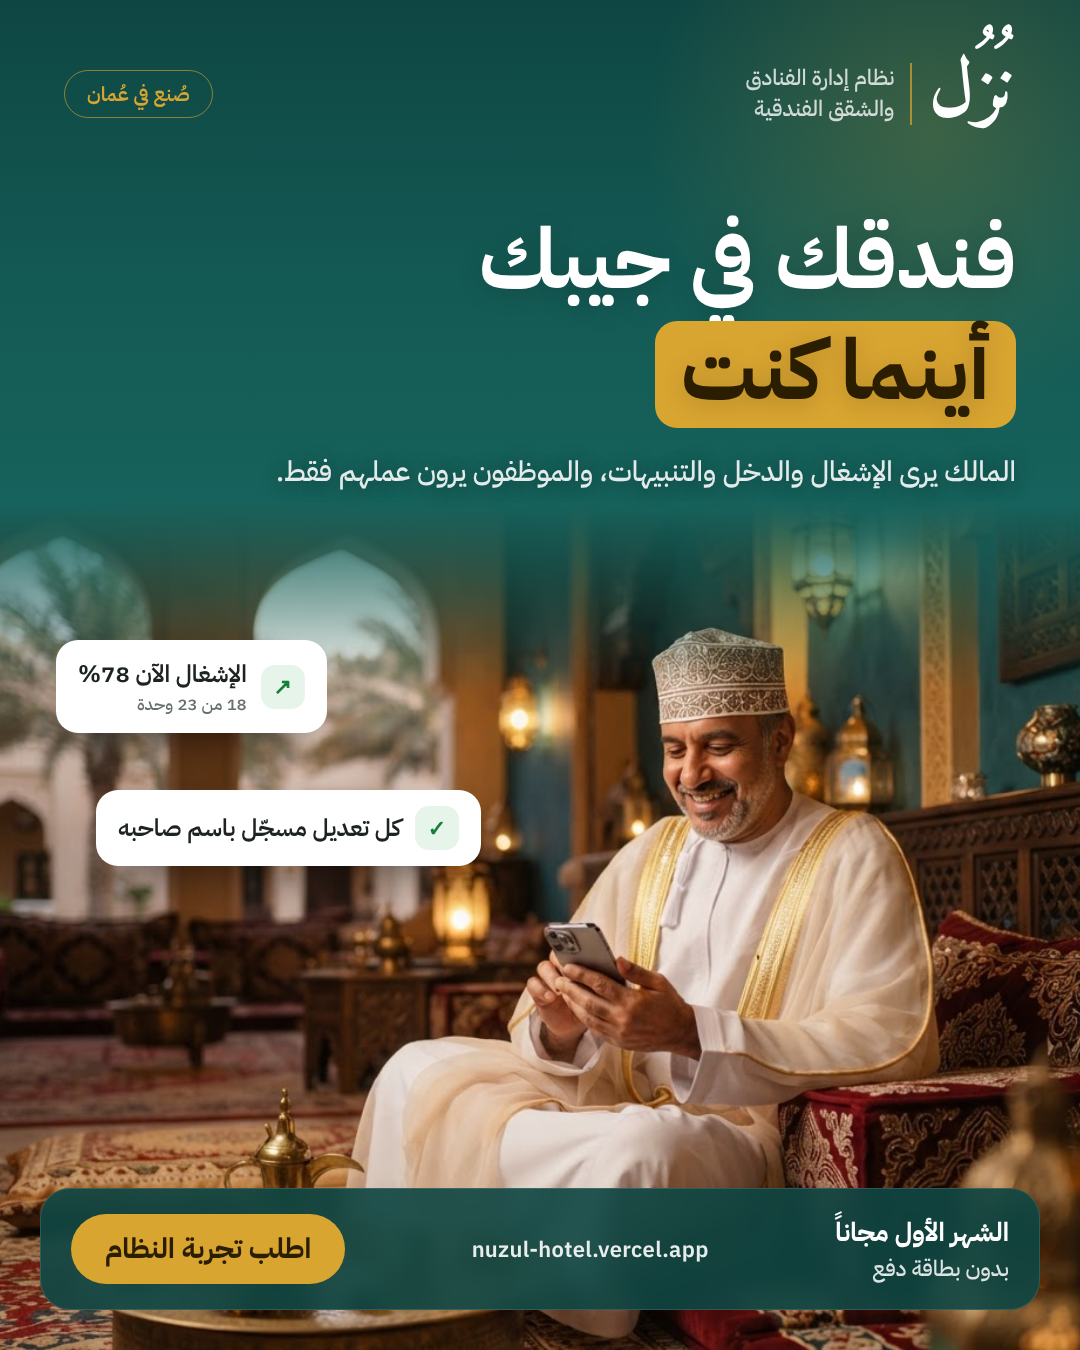 نُزُل
نظام إدارة الفنادق
والشقق الفندقية
صُنع في عُمان
فندقك في جيبك
أينما كنت
المالك يرى الإشغال والدخل والتنبيهات، والموظفون يرون عملهم فقط.
الإشغال الآن 78%
18 من 23 وحدة
كل تعديل مسجّل باسم صاحبه
الشهر الأول مجاناً
بدون بطاقة دفع
nuzul-hotel.vercel.app
اطلب تجربة النظام